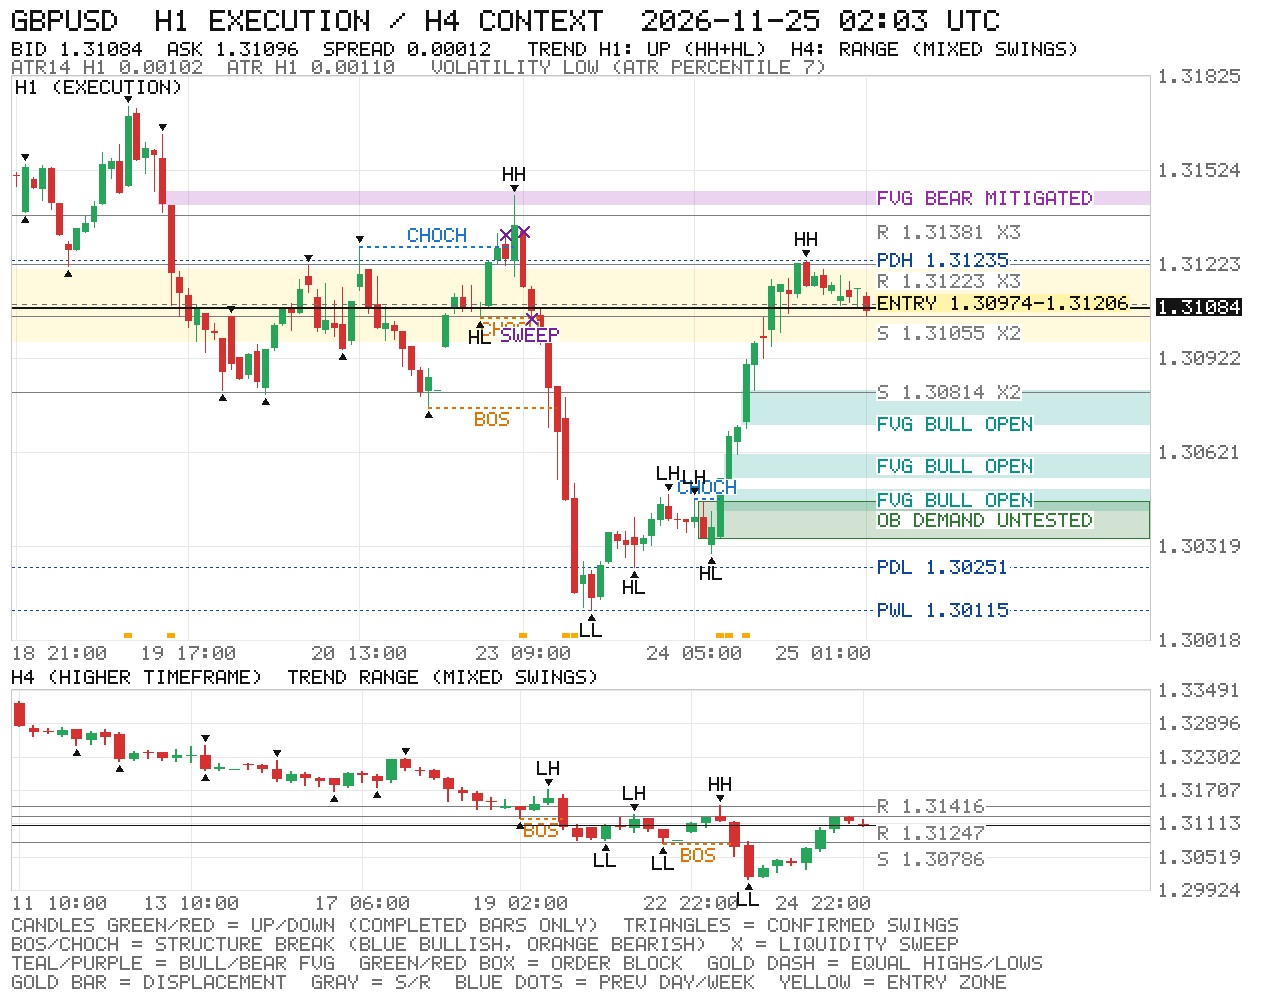 GBPUSD  H1 EXECUTION / H4 CONTEXT  2026-11-25 02:03 UTC
BID 1.31084  ASK 1.31096  SPREAD 0.00012   TREND H1: UP (HH+HL)  H4: RANGE (MIXED SWINGS)
ATR14 H1 0.00102  ATR H1 0.00110   VOLATILITY LOW (ATR PERCENTILE 7)
H1 (EXECUTION)
1.31825
1.31524
HH
FVG BEAR MITIGATED
CHOCH
R 1.31381 X3
HH
PDH 1.31235
1.31223
R 1.31223 X3
ENTRY 1.30974-1.31206
1.31084
S 1.31055 X2
CHOCH
HL
SWEEP
1.30922
S 1.30814 X2
BOS
FVG BULL OPEN
1.30621
FVG BULL OPEN
LH
LH
CHOCH
FVG BULL OPEN
OB DEMAND UNTESTED
1.30319
HL
HL
PDL 1.30251
PWL 1.30115
LL
1.30018
18 21:00
19 17:00
20 13:00
23 09:00
24 05:00
25 01:00
H4 (HIGHER TIMEFRAME)  TREND RANGE (MIXED SWINGS)
1.33491
1.32896
1.32302
1.31707
1.31113
1.30519
1.29924
LH
HH
LH
R 1.31416
BOS
R 1.31247
LL
LL
BOS
S 1.30786
LL
11 10:00
13 10:00
17 06:00
19 02:00
22 22:00
24 22:00
CANDLES GREEN/RED = UP/DOWN (COMPLETED BARS ONLY)  TRIANGLES = CONFIRMED SWINGS
BOS/CHOCH = STRUCTURE BREAK (BLUE BULLISH, ORANGE BEARISH)  X = LIQUIDITY SWEEP
TEAL/PURPLE = BULL/BEAR FVG  GREEN/RED BOX = ORDER BLOCK  GOLD DASH = EQUAL HIGHS/LOWS
GOLD BAR = DISPLACEMENT  GRAY = S/R  BLUE DOTS = PREV DAY/WEEK  YELLOW = ENTRY ZONE